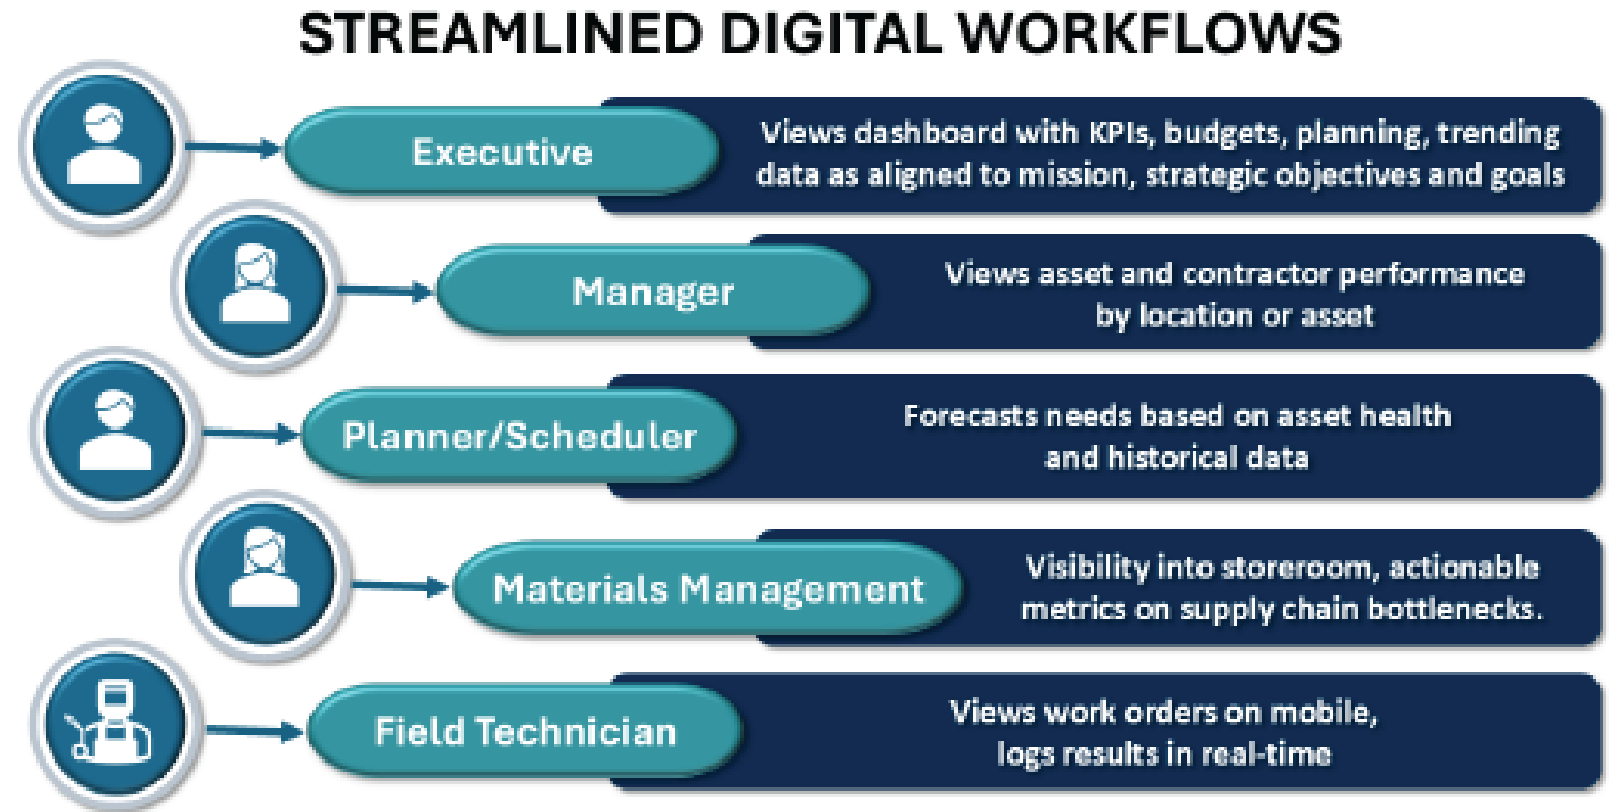 STREAMLINED DIGITAL WORKFLOWS
Executive
Views dashboard with KPIs, budgets, planning, trending
data as aligned to mission, strategic objectives and goals
Manager
Views asset and contractor performance
by location or asset
Planner/Scheduler
Forecasts needs based on asset health
and historical data
Materials Management
Visibility into storeroom, actionable
metrics on supply chain bottlenecks.
Field Technician
Views work orders on mobile,
logs results in real-time